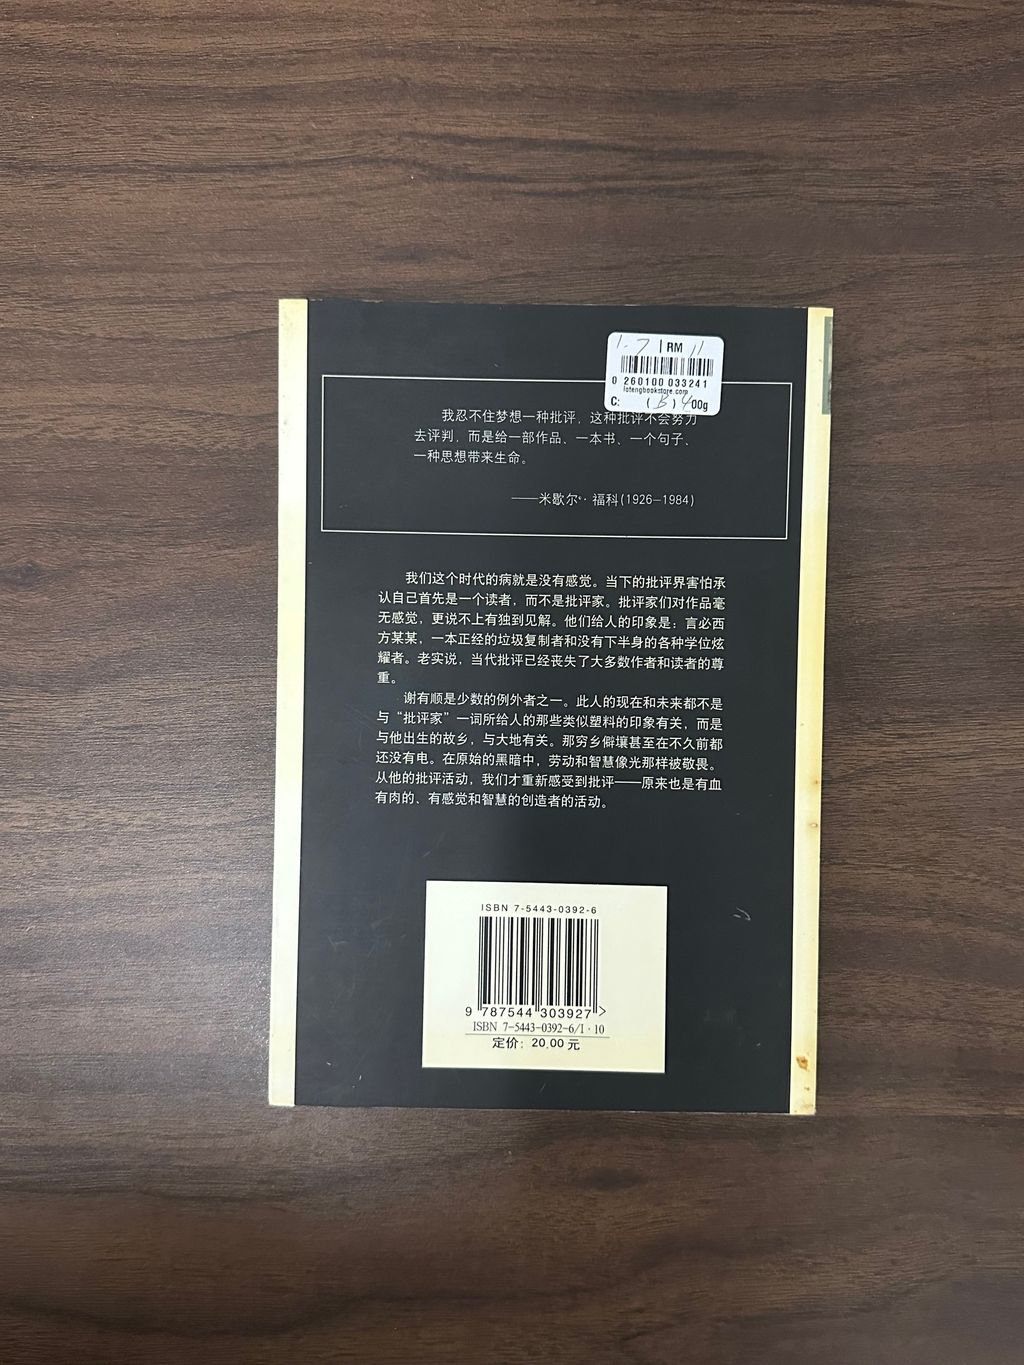 RM 11
0 260100 033241
lotengbookstore.com
C:
00g
我忍不住梦想一种批评，这种批评不会努力
去评判，而是给一部作品、一本书、一个句子、
一种思想带来生命。
——米歇尔·福科(1926—1984)
我们这个时代的病就是没有感觉。当下的批评界害怕承
认自己首先是一个读者，而不是批评家。批评家们对作品毫
无感觉，更说不上有独到见解。他们给人的印象是：言必西
方某某，一本正经的垃圾复制者和没有下半身的各种学位炫
耀者。老实说，当代批评已经丧失了大多数作者和读者的尊
重。
谢有顺是少数的例外者之一。此人的现在和未来都不是
与“批评家”一词所给人的那些类似塑料的印象有关，而是
与他出生的故乡，与大地有关。那穷乡僻壤甚至在不久前都
还没有电。在原始的黑暗中，劳动和智慧像光那样被敬畏。
从他的批评活动，我们才重新感受到批评——原来也是有血
有肉的、有感觉和智慧的创造者的活动。
ISBN 7-5443-0392-6
9 787544 303927 >
ISBN 7-5443-0392-6/I·10
定价：20.00 元